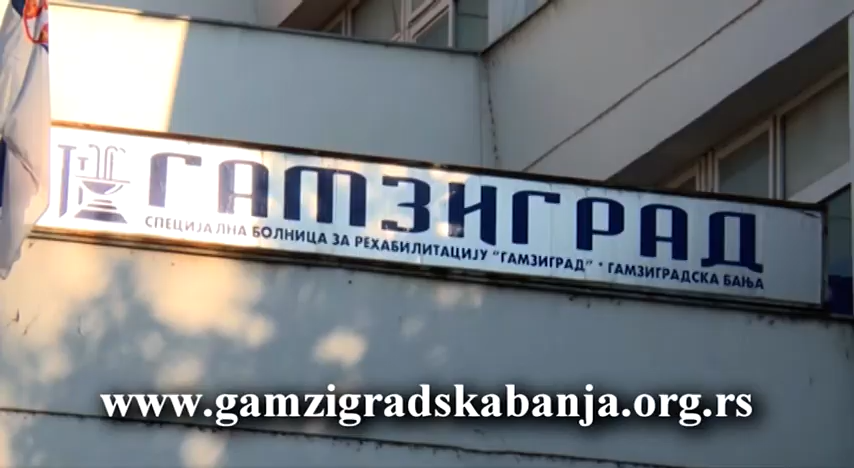 ГАМЗИГРАД
СПЕЦИЈАЛНА БОЛНИЦА ЗА РЕХАБИЛИТАЦИЈУ "ГАМЗИГРАД" · ГАМЗИГРАДСКА БАЊА
www.gamzigradskabanja.org.rs